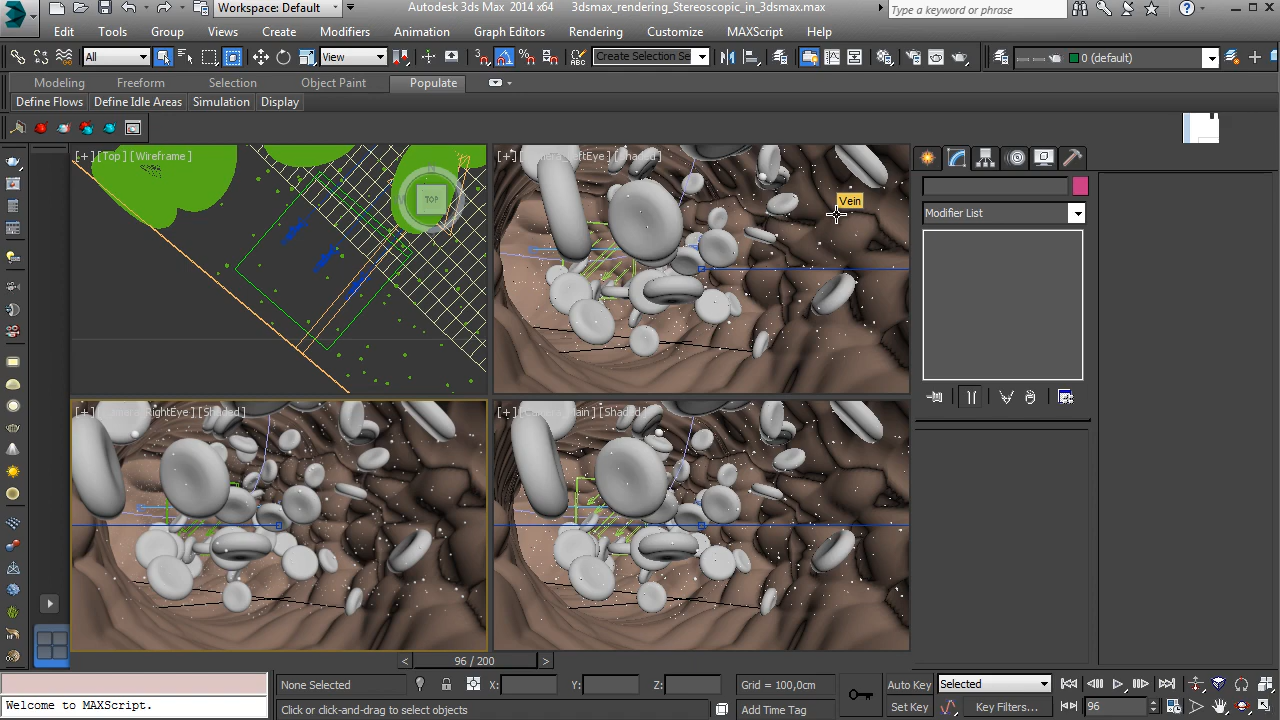 Workspace: Default
Autodesk 3ds Max 2014 x64
3dsmax_rendering_Stereoscopic_in_3dsmax.max
Type a keyword or phrase
Edit Tools Group Views Create Modifiers Animation Graph Editors Rendering Customize MAXScript Help
All
View
Create Selection Se
0 (default)
Modeling Freeform Selection Object Paint Populate
Define Flows Define Idle Areas Simulation Display
[+] [Top] [Wireframe]
TOP
Vein
Modifier List
[Shaded]
96 / 200
None Selected
X:
Y:
Z:
Grid = 100,0cm
Auto Key
Selected
Welcome to MAXScript.
Click or click-and-drag to select objects
Add Time Tag
Set Key
Key Filters...
96